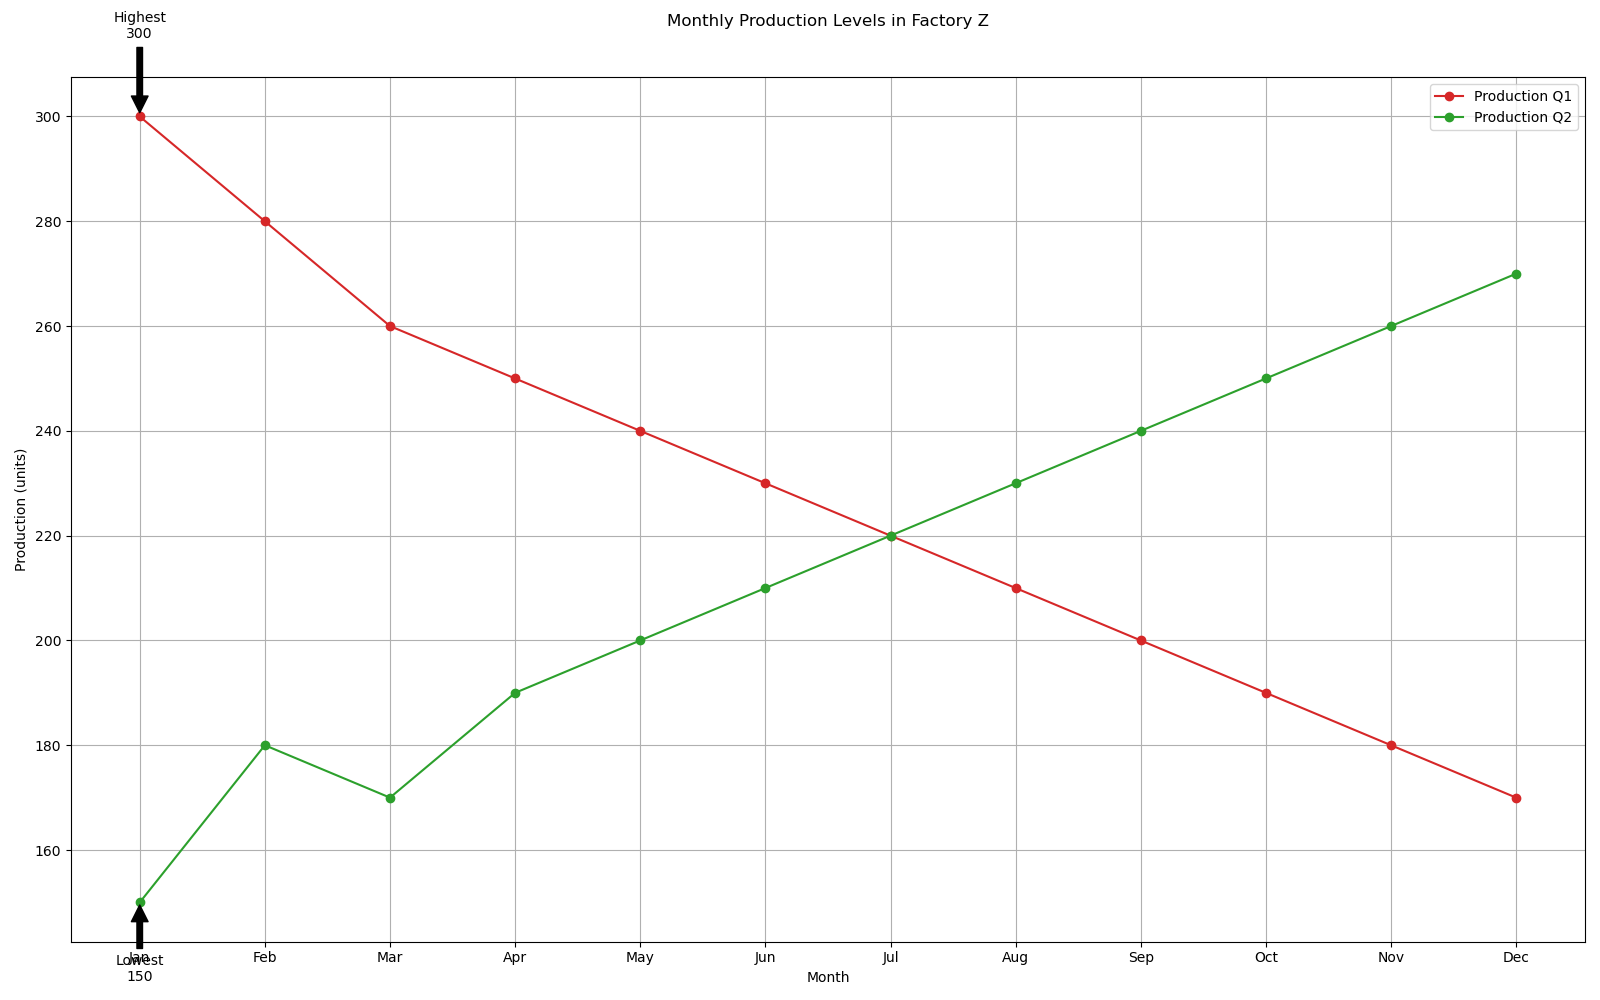 Highest
300
Monthly Production Levels in Factory Z
Production Q1
Production Q2
300
280
260
240
220
200
180
160
Production (units)
Jan Feb Mar Apr May Jun Jul Aug Sep Oct Nov Dec
Lowest
150
Month